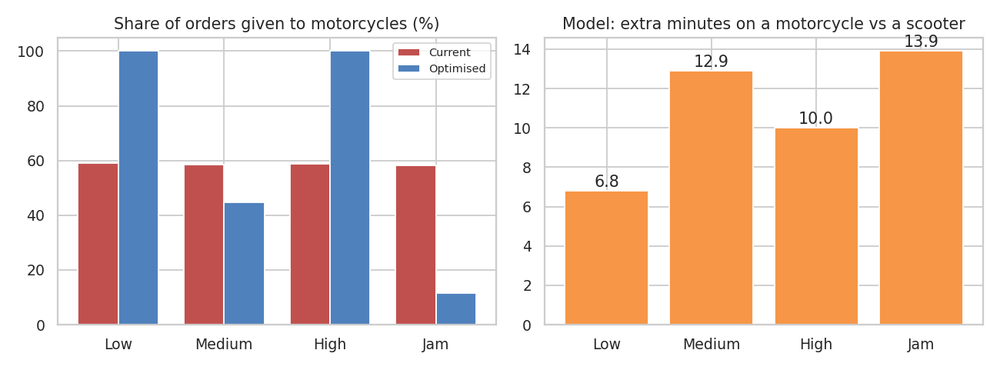 Share of orders given to motorcycles (%)
100
80
60
40
20
0
Low
Medium
High
Jam
Current
Optimised
Model: extra minutes on a motorcycle vs a scooter
14
12
10
8
6
4
2
0
6.8
12.9
10.0
13.9
Low
Medium
High
Jam